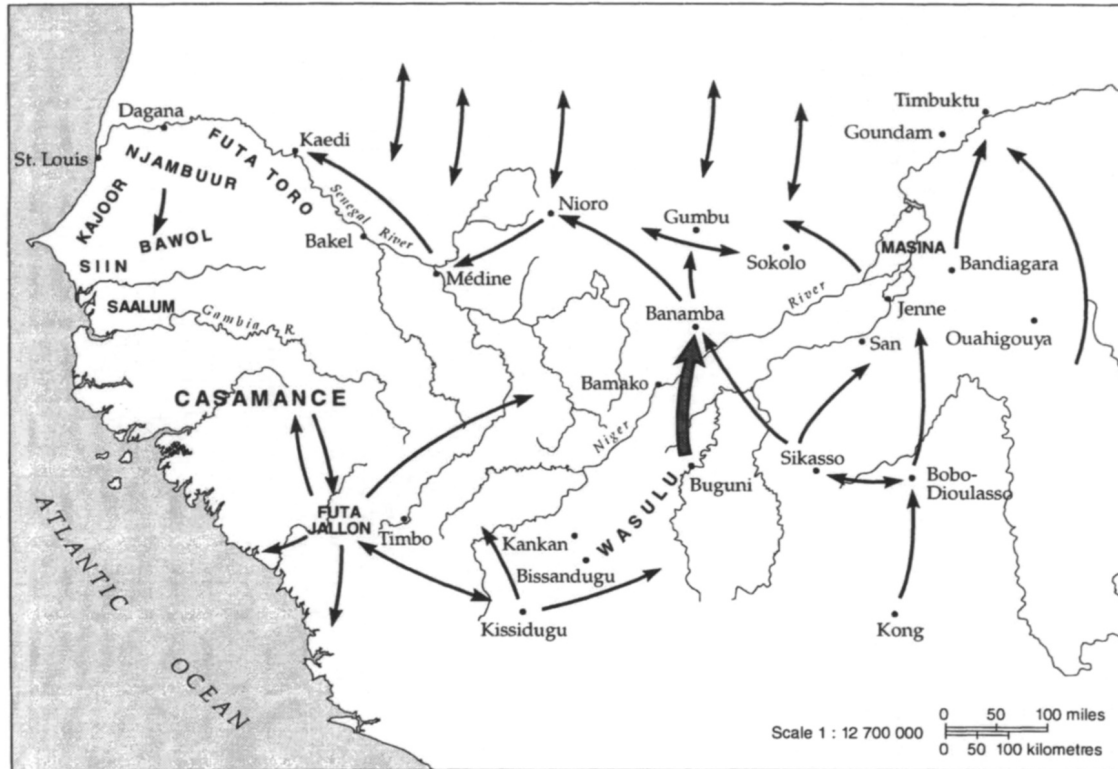 Timbuktu
Goundam
Dagana
St. Louis
NJAMBUUR
FUTA TORO
Kaedi
KAJOOR
BAWOL
SIIN
SAALUM
Senegal River
Bakel
Nioro
Médine
Gumbu
Sokolo
MASINA
Bandiagara
Gambia R.
Banamba
River
Jenne
San
Ouahigouya
Bamako
CASAMANCE
Niger
Sikasso
Buguni
Bobo-
Dioulasso
FUTA
JALLON
Timbo
Kankan
WASULU
Bissandugu
Kissidugu
Kong
ATLANTIC
OCEAN
Scale 1 : 12 700 000
0 50 100 miles
0 50 100 kilometres